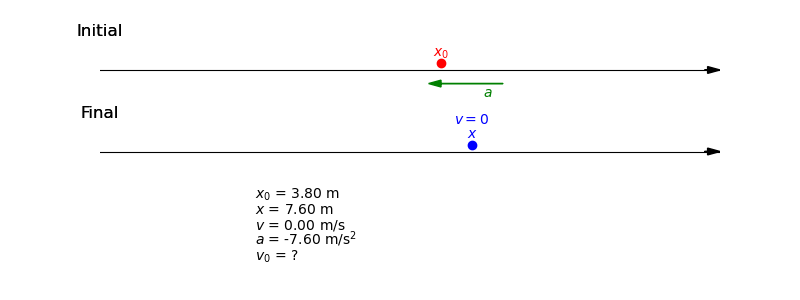 Initial
x₀
a
Final
v = 0
x
x₀ = 3.80 m
x = 7.60 m
v = 0.00 m/s
a = -7.60 m/s²
v₀ = ?